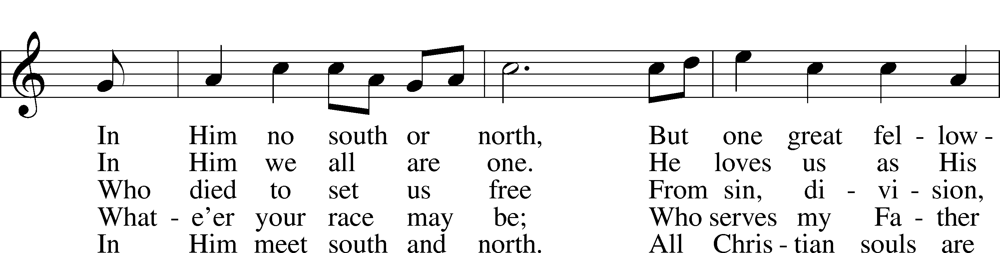 In Him no south or north, But one great fel - low -
In Him we all are one. He loves us as His
Who died to set us free From sin, di - vi - sion,
What - e’er your race may be; Who serves my Fa - ther
In Him meet south and north. All Chris - tian souls are